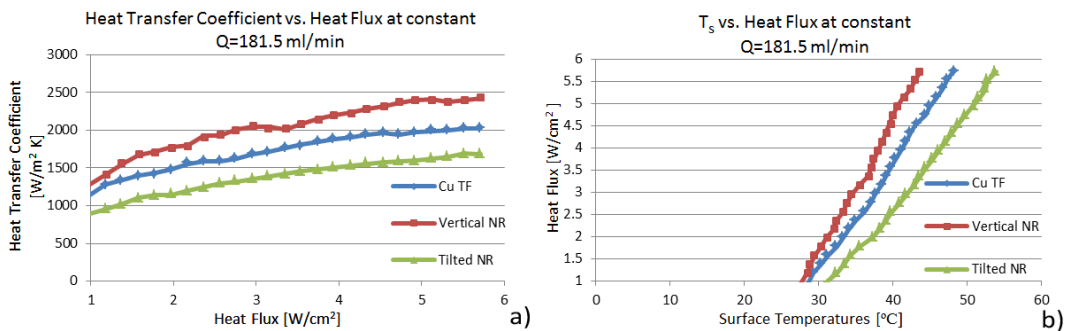 Heat Transfer Coefficient vs. Heat Flux at constant
Q=181.5 ml/min
Heat Transfer Coefficient
[W/m² K]
3000
2500
2000
1500
1000
500
0
Cu TF
Vertical NR
Tilted NR
1 2 3 4 5 6
Heat Flux [W/cm²]
a)
Tₛ vs. Heat Flux at constant
Q=181.5 ml/min
Heat Flux [W/cm²]
6
5.5
5
4.5
4
3.5
3
2.5
2
1.5
1
Cu TF
Vertical NR
Tilted NR
0 10 20 30 40 50 60
Surface Temperatures [ºC]
b)